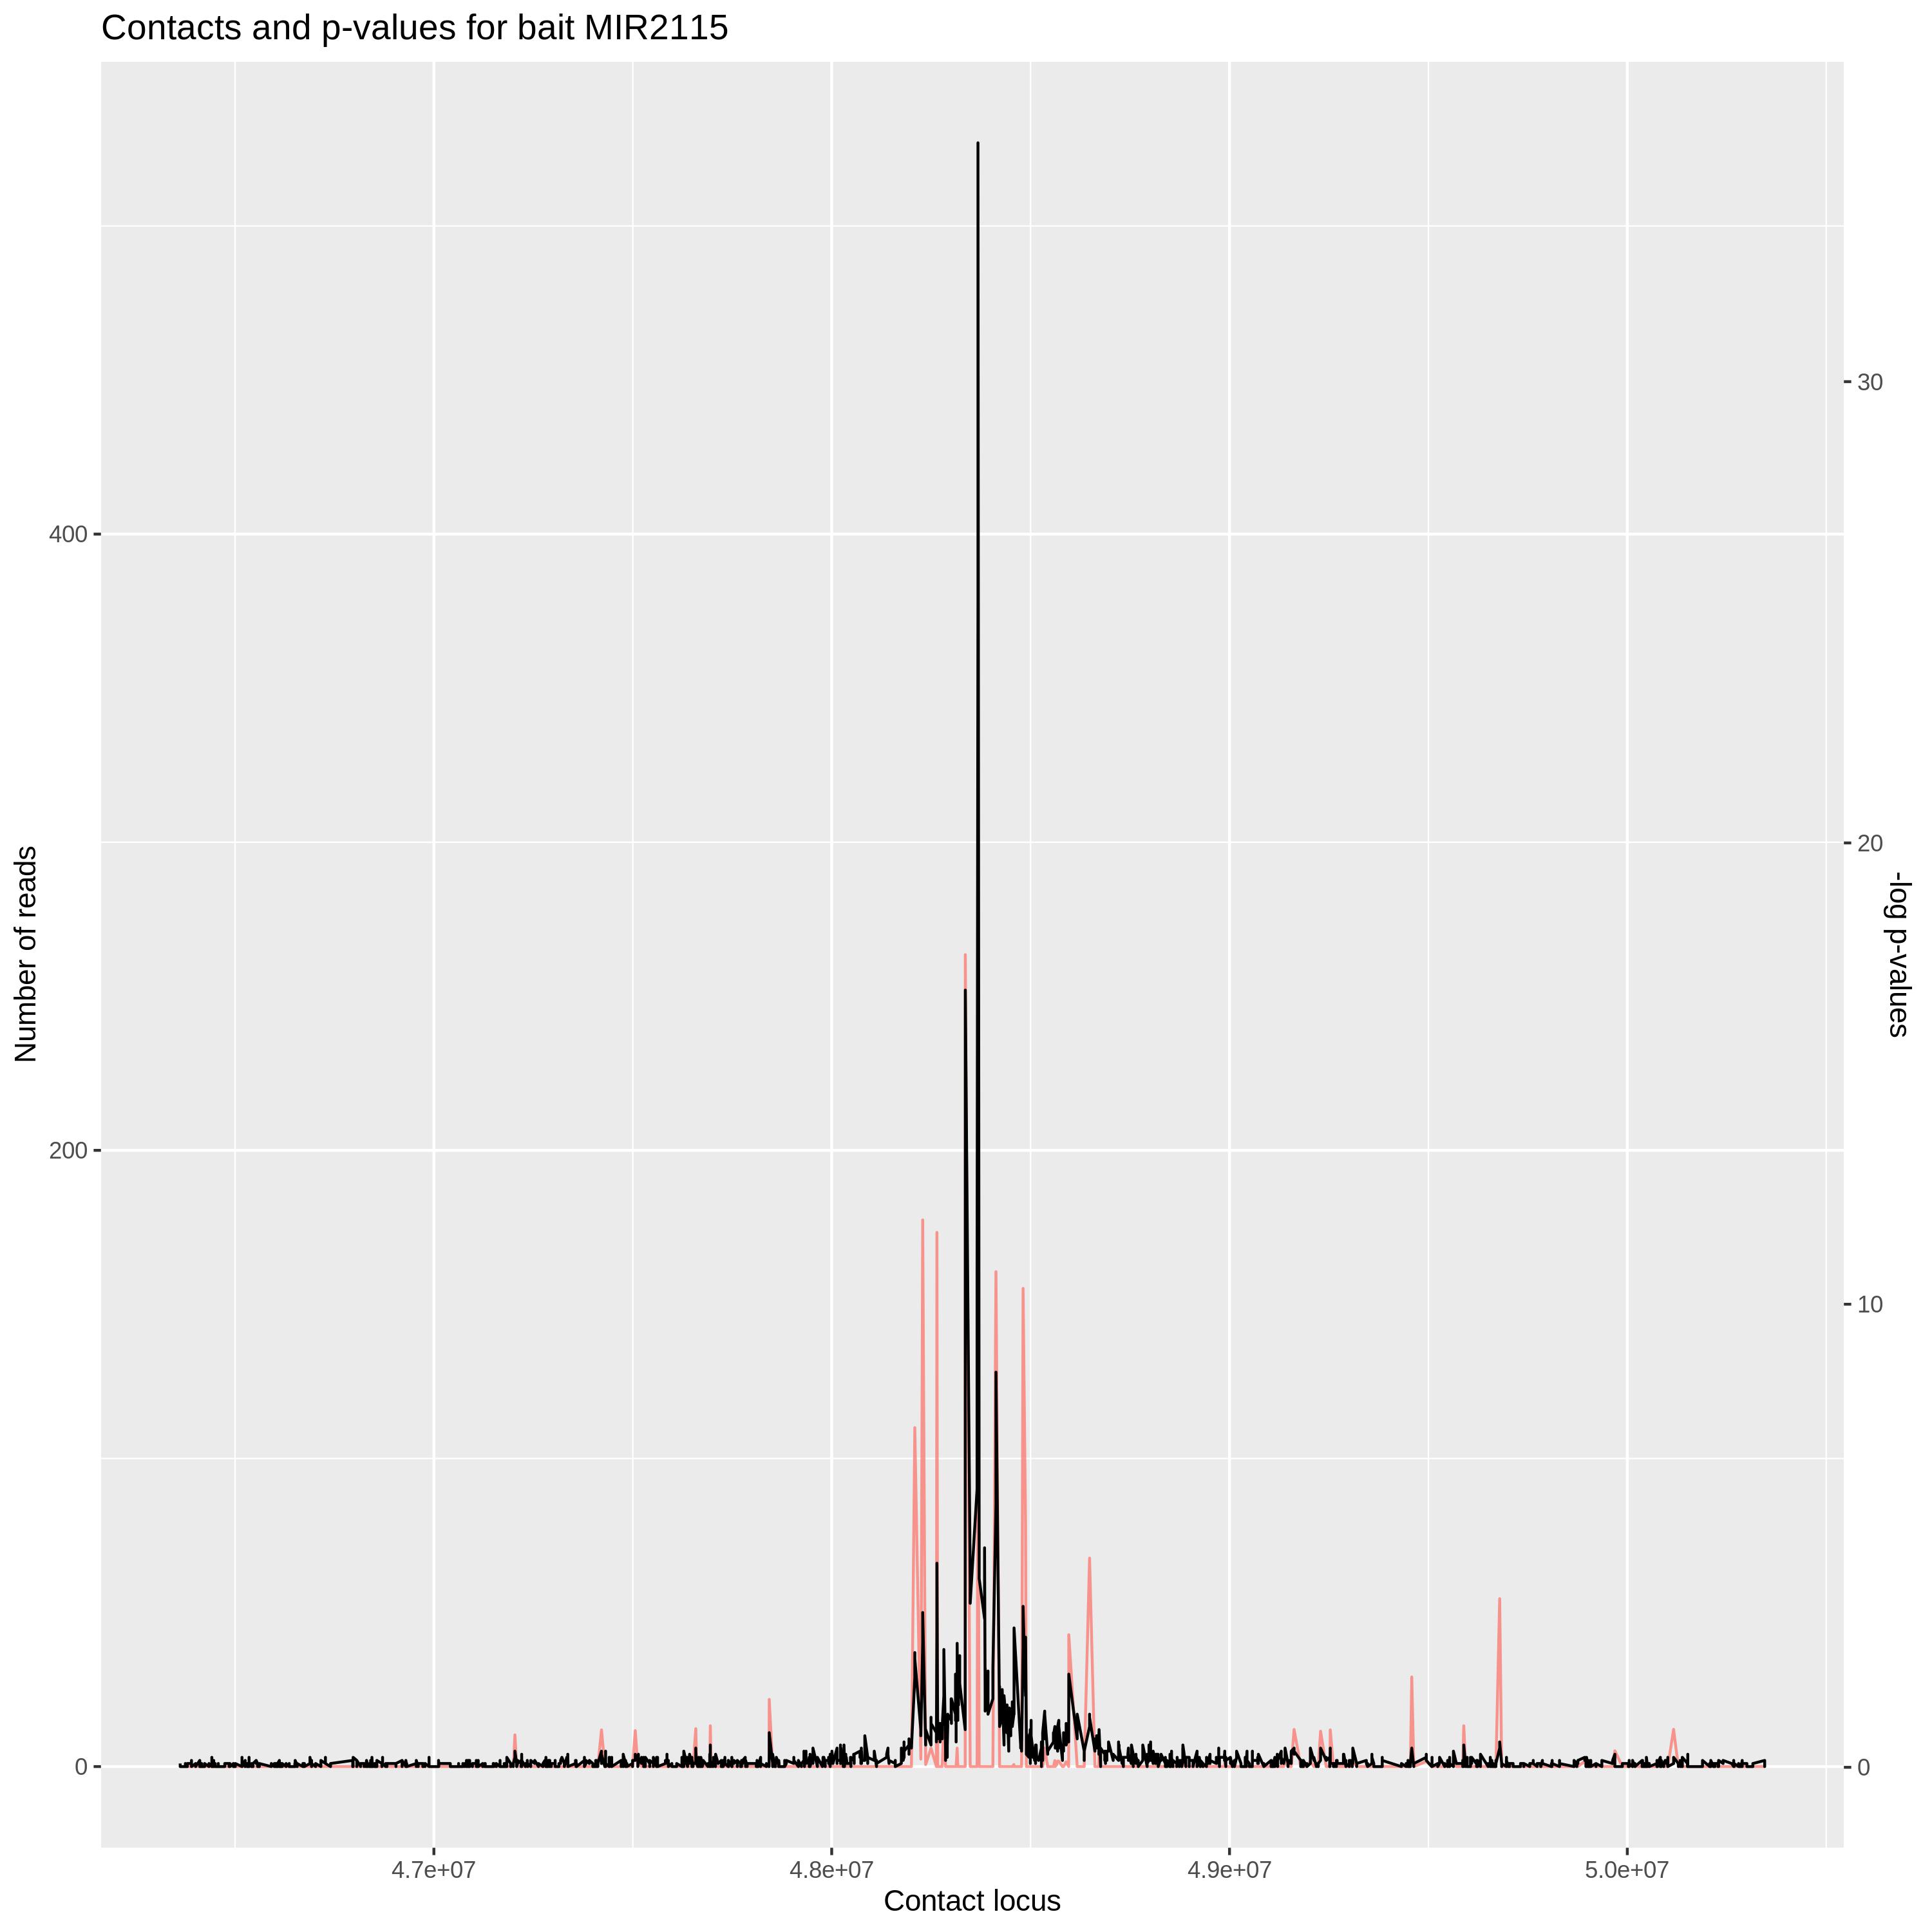 Contacts and p-values for bait MIR2115
Number of reads
400
200
0
30
20
10
0
-log p-values
4.7e+07
4.8e+07
4.9e+07
5.0e+07
Contact locus